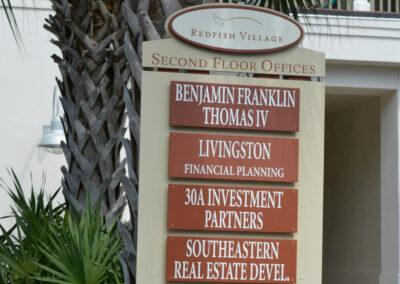 REDFISH VILLAGE
SECOND FLOOR OFFICES
BENJAMIN FRANKLIN
THOMAS IV
LIVINGSTON
FINANCIAL PLANNING
30A INVESTMENT
PARTNERS
SOUTHEASTERN
REAL ESTATE DEVEL.